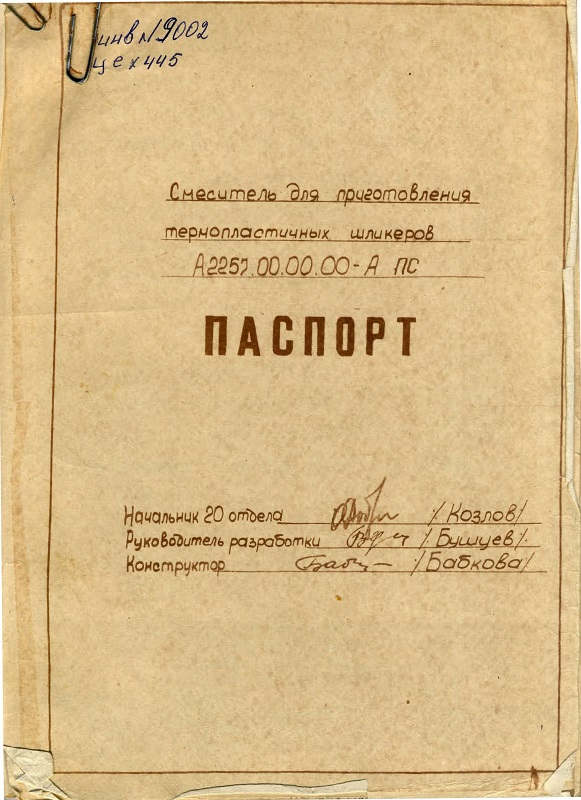 инв №9002
цех 445
Смеситель для приготовления
термопластичных шликеров
А2257.00.00.00-А ПС
ПАСПОРТ
Начальник 20 отдела /Козлов/
Руководитель разработки /Бушуев/
Конструктор /Бабкова/